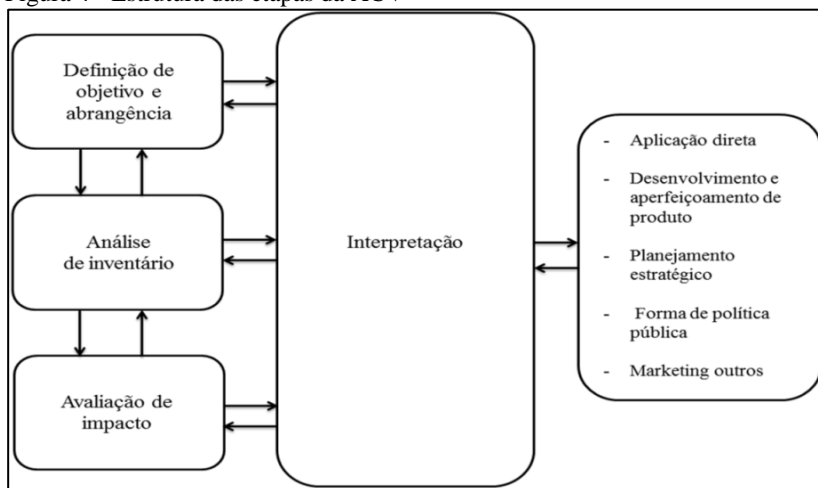 Definição de
objetivo e
abrangência
Análise
de inventário
Avaliação de
impacto
Interpretação
- Aplicação direta
- Desenvolvimento e
aperfeiçoamento de
produto
- Planejamento
estratégico
- Forma de política
pública
- Marketing outros